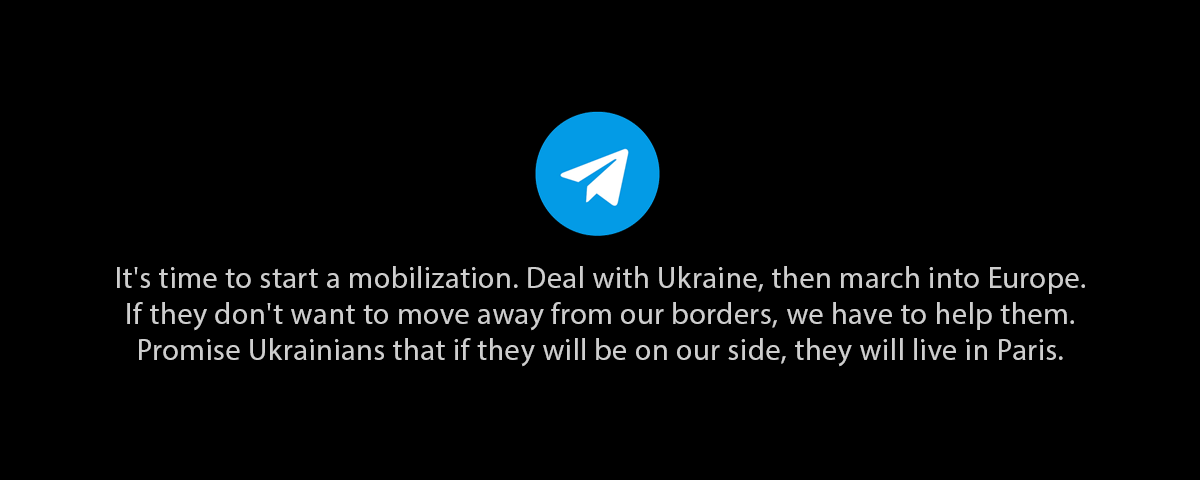 It's time to start a mobilization. Deal with Ukraine, then march into Europe.
If they don't want to move away from our borders, we have to help them.
Promise Ukrainians that if they will be on our side, they will live in Paris.